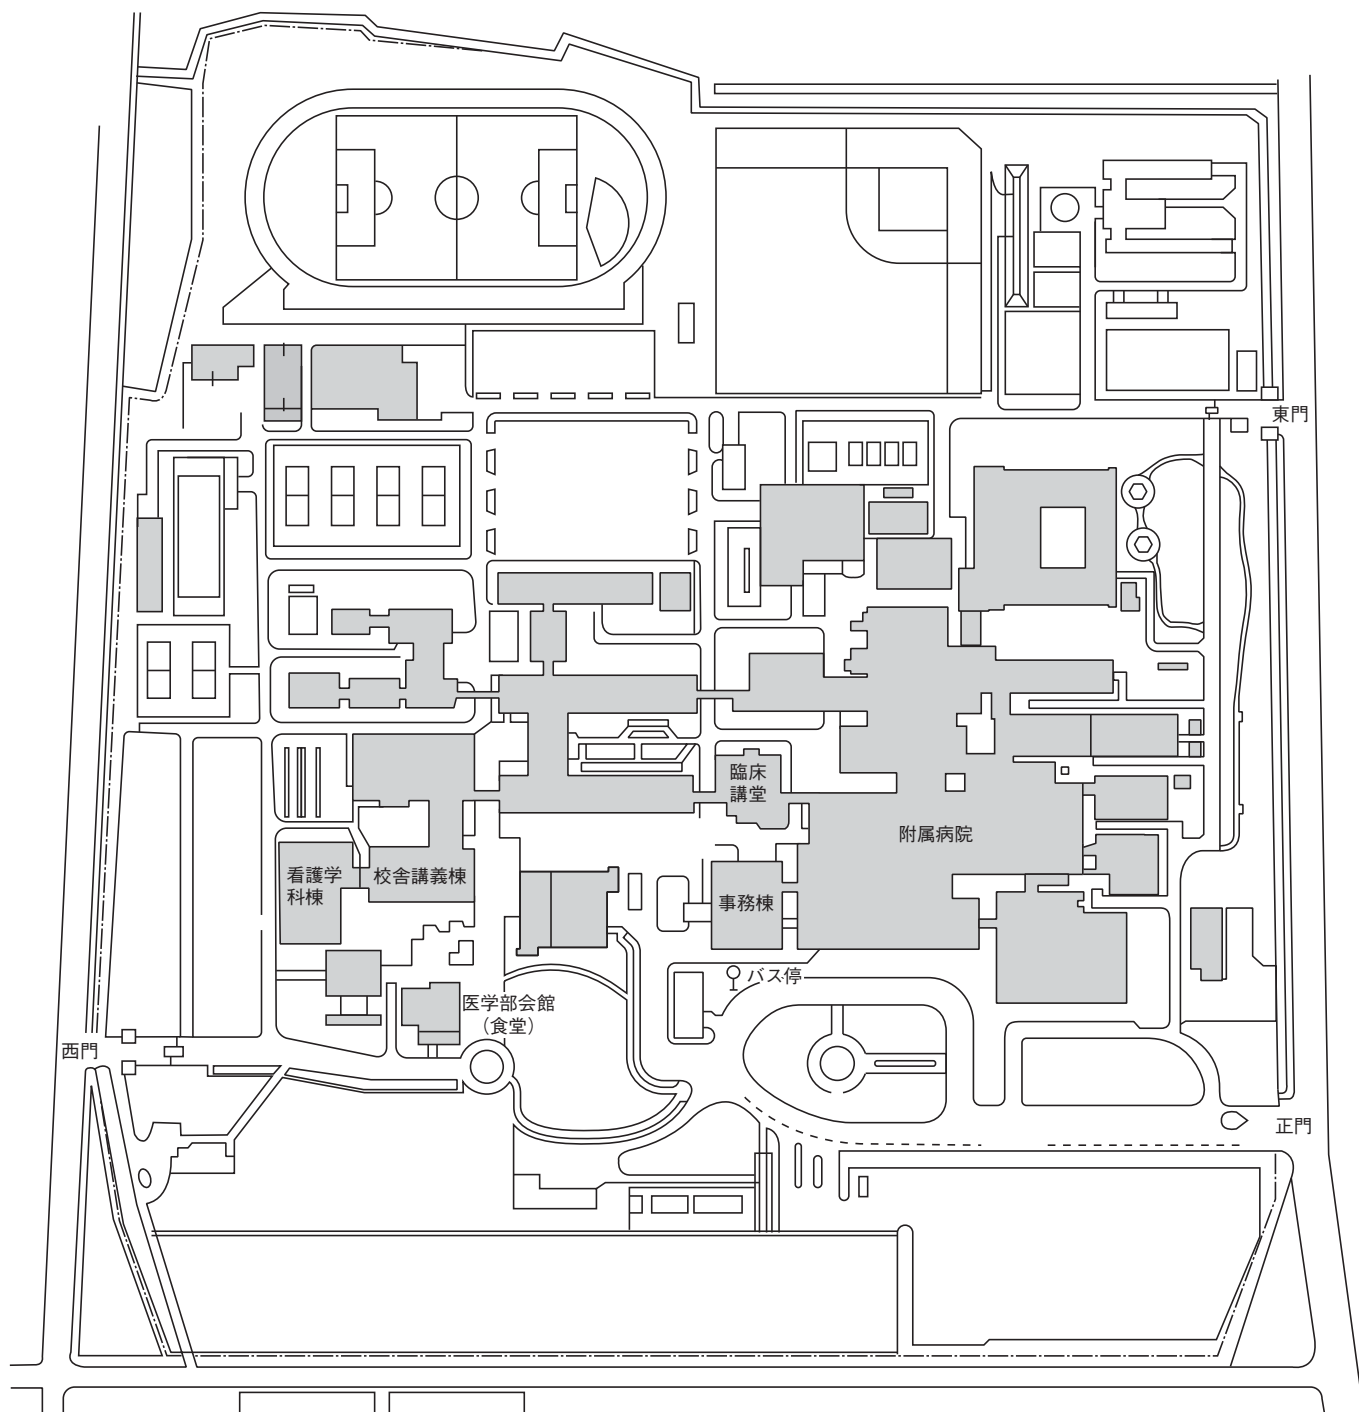 東門
臨床
講堂
附属病院
看護学
科棟
校舎講義棟
事務棟
バス停
医学部会館
（食堂）
西門
正門